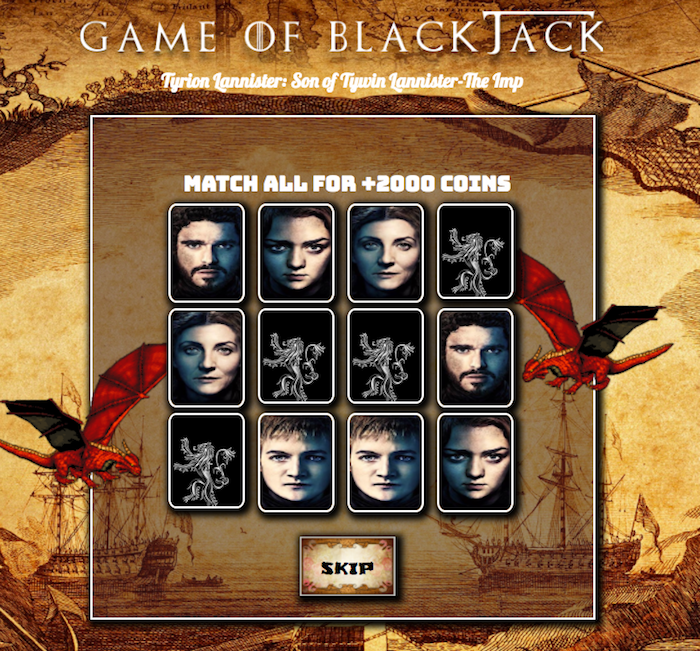 GAME OF BLACKJACK
Tyrion Lannister: Son of Tywin Lannister-The Imp
MATCH ALL FOR +2000 COINS
SKIP